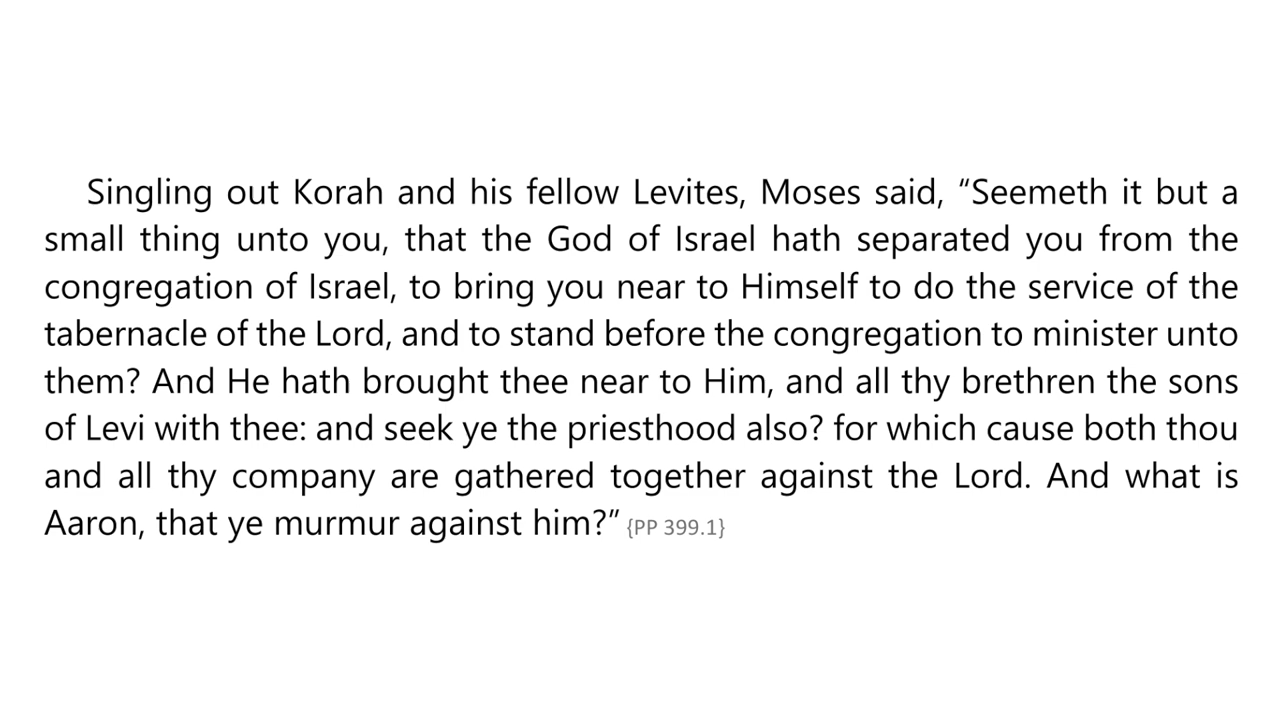 Singling out Korah and his fellow Levites, Moses said, “Seemeth it but a
small thing unto you, that the God of Israel hath separated you from the
congregation of Israel, to bring you near to Himself to do the service of the
tabernacle of the Lord, and to stand before the congregation to minister unto
them? And He hath brought thee near to Him, and all thy brethren the sons
of Levi with thee: and seek ye the priesthood also? for which cause both thou
and all thy company are gathered together against the Lord. And what is
Aaron, that ye murmur against him?” {PP 399.1}